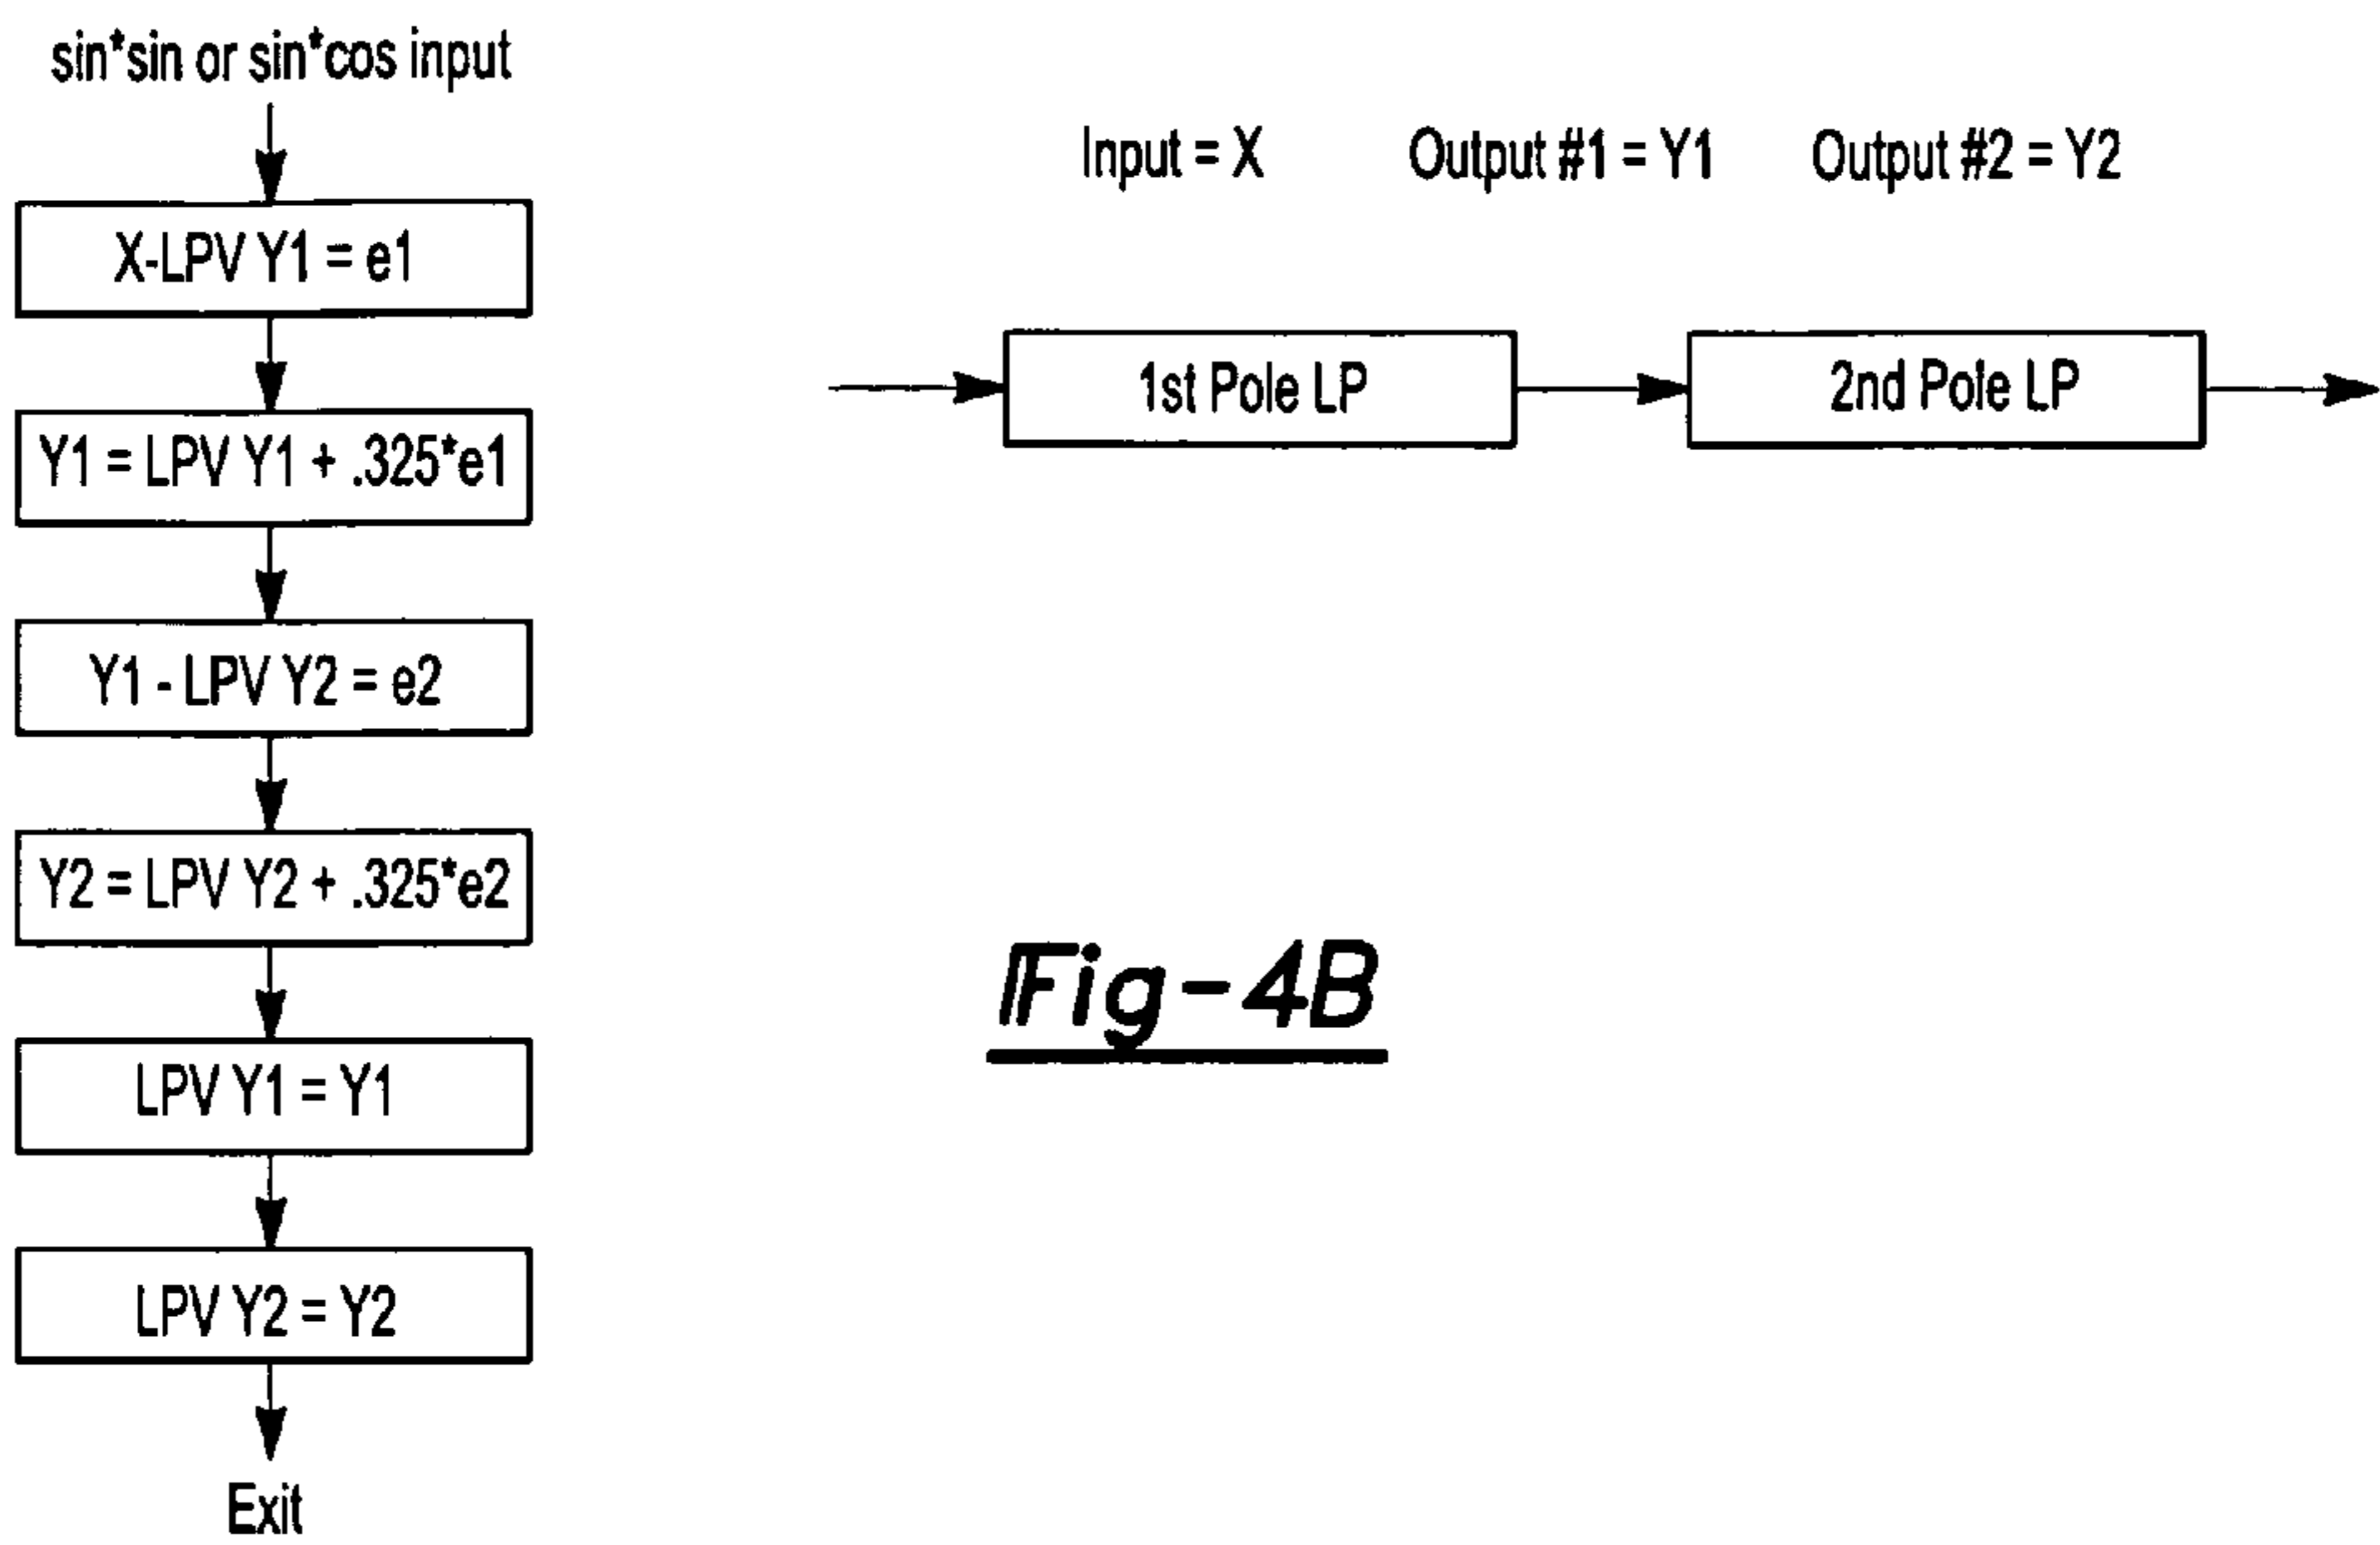 sin*sin or sin*cos input
X-LPV Y1 = e1
Y1 = LPV Y1 + .325*e1
Y1 - LPV Y2 = e2
Y2 = LPV Y2 + .325*e2
LPV Y1 = Y1
LPV Y2 = Y2
Exit
Input = X Output #1 = Y1 Output #2 = Y2
1st Pole LP 2nd Pole LP
Fig-4B